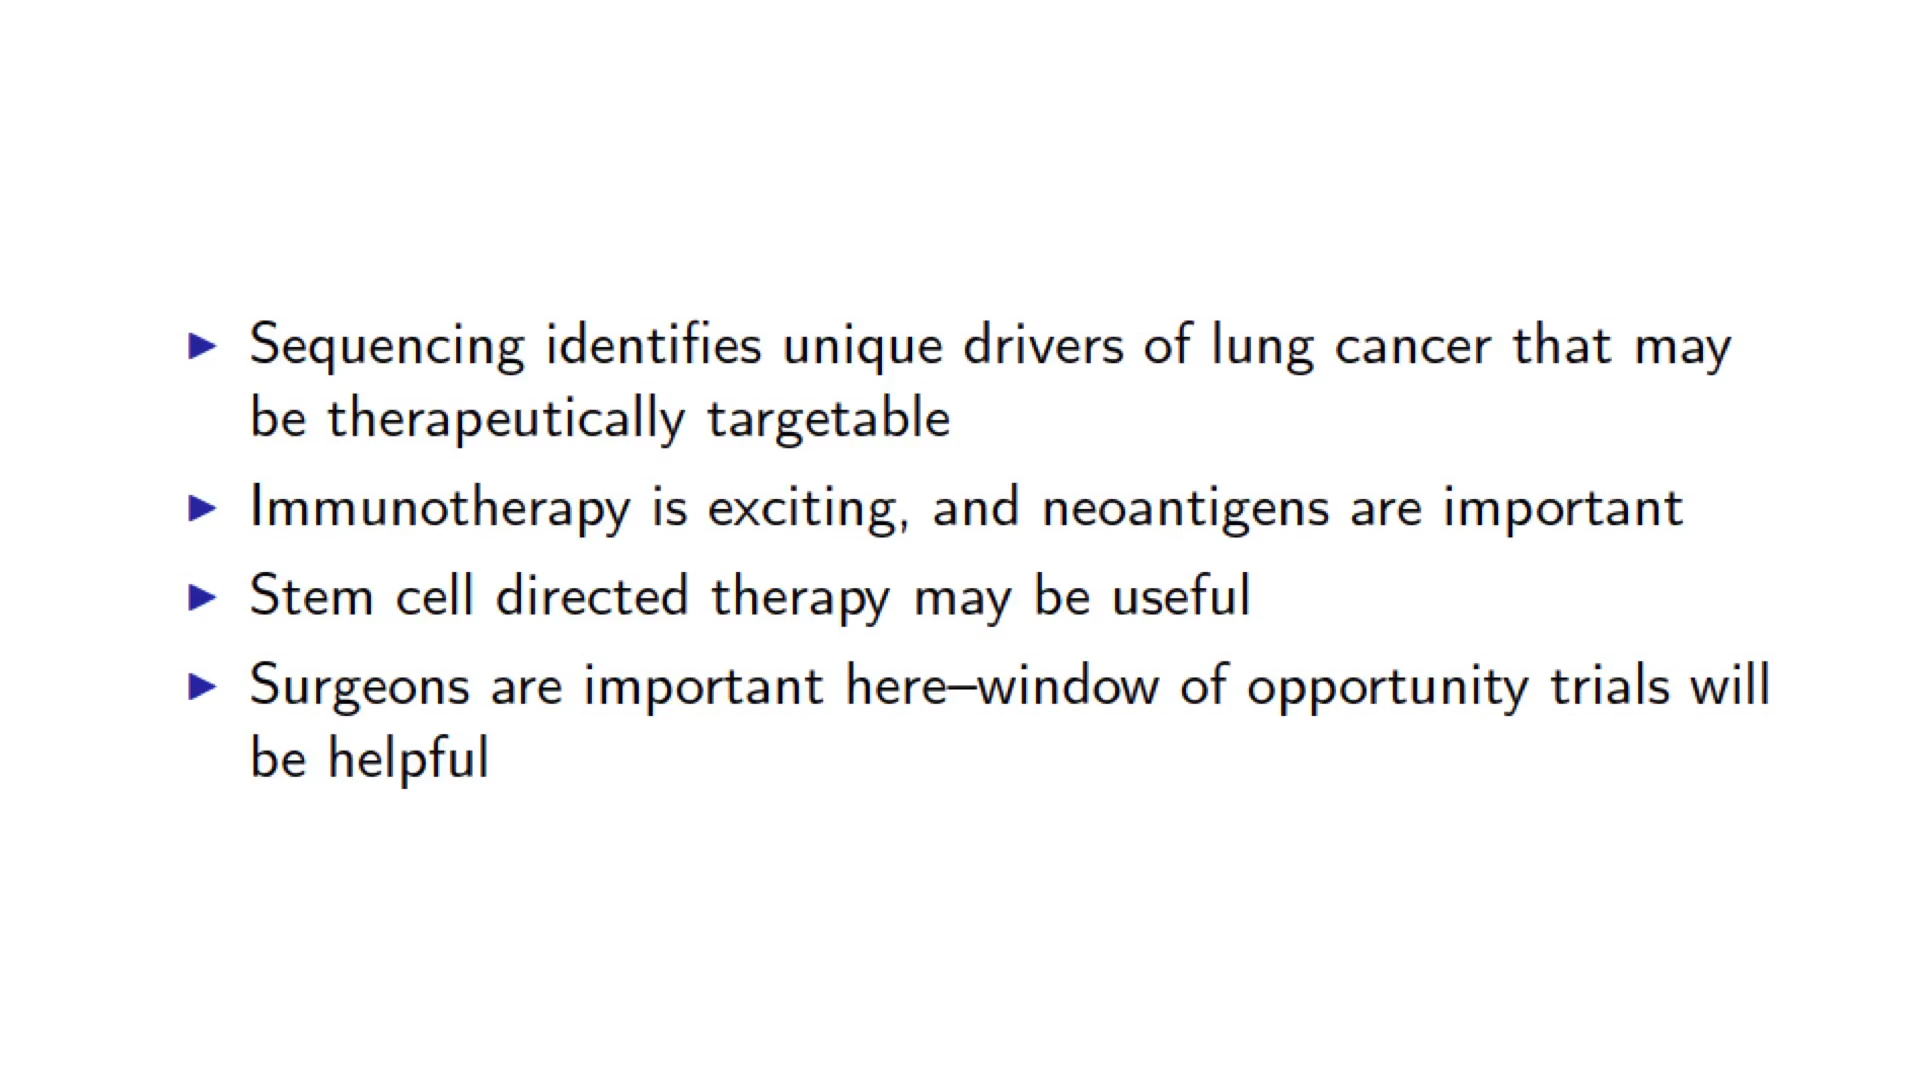 ▶ Sequencing identifies unique drivers of lung cancer that may
be therapeutically targetable
▶ Immunotherapy is exciting, and neoantigens are important
▶ Stem cell directed therapy may be useful
▶ Surgeons are important here–window of opportunity trials will
be helpful